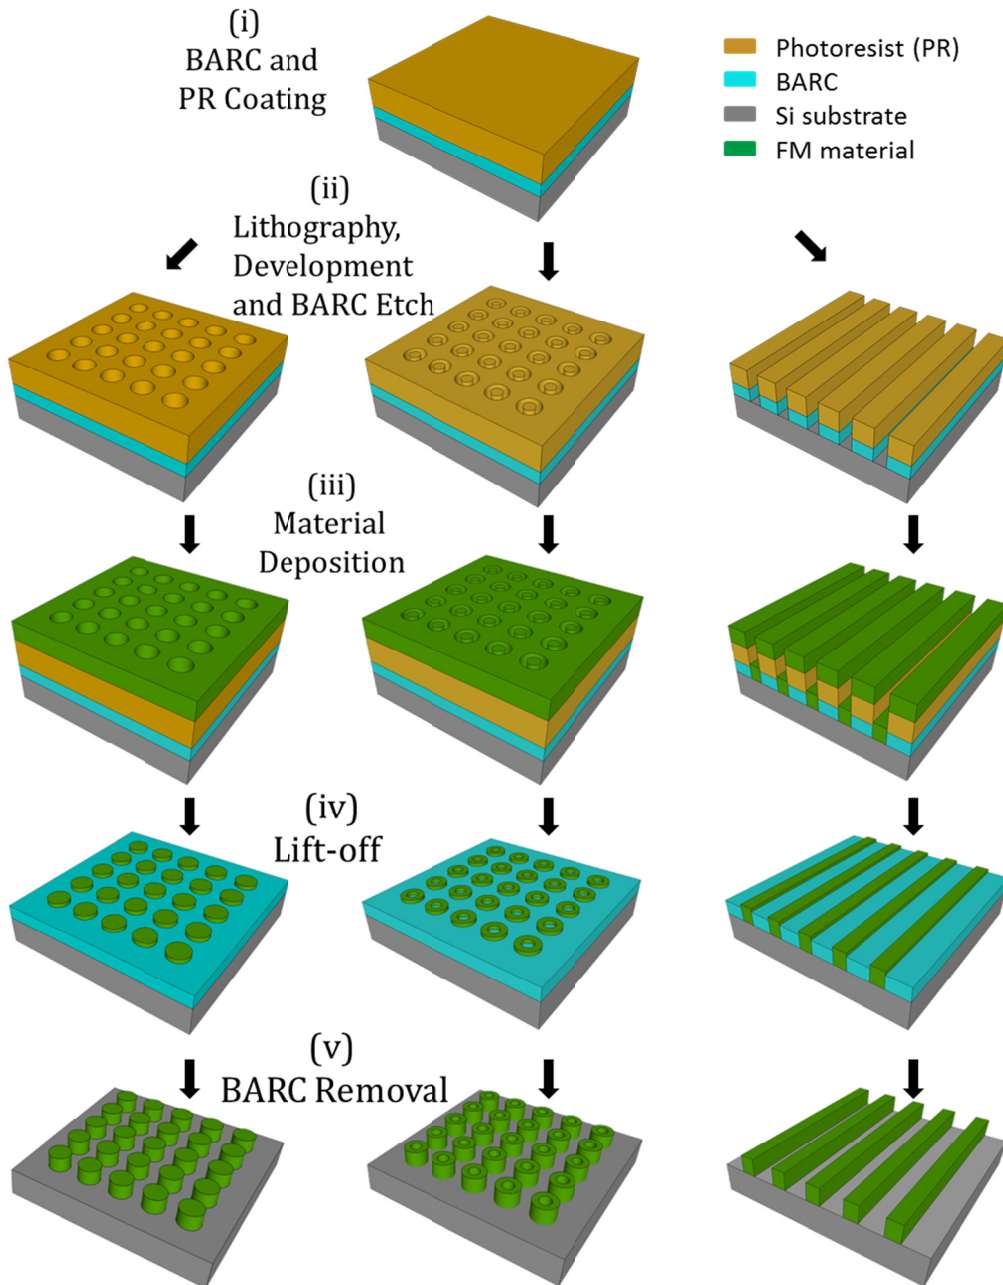 (i)
BARC and
PR Coating
Photoresist (PR)
BARC
Si substrate
FM material
(ii)
Lithography,
Development
and BARC Etch
(iii)
Material
Deposition
(iv)
Lift-off
(v)
BARC Removal